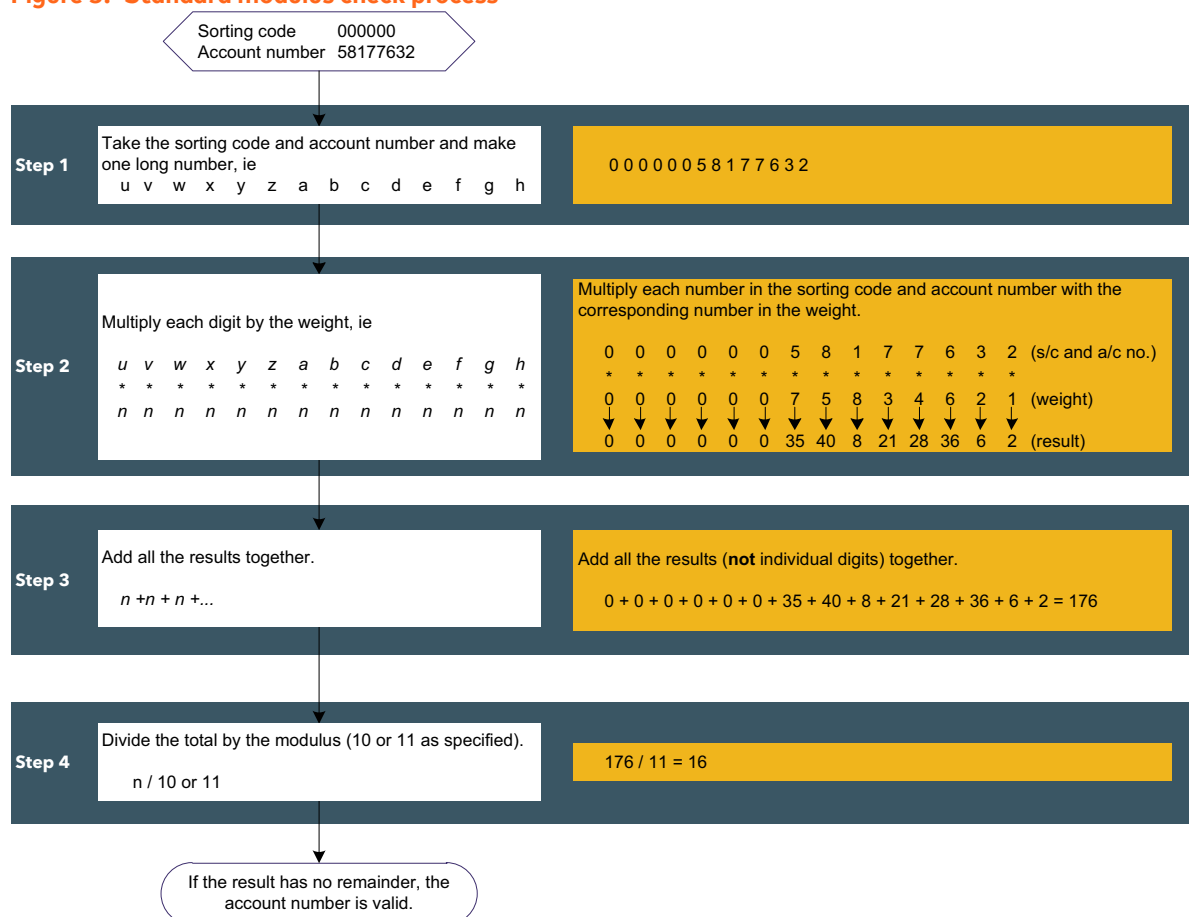 Figure 3: Standard modulus check process
Sorting code 000000
Account number 58177632
Step 1
Take the sorting code and account number and make
one long number, ie
u v w x y z a b c d e f g h
0 0 0 0 0 0 5 8 1 7 7 6 3 2
Step 2
Multiply each digit by the weight, ie
u v w x y z a b c d e f g h
* * * * * * * * * * * * * *
n n n n n n n n n n n n n n
Multiply each number in the sorting code and account number with the
corresponding number in the weight.
0 0 0 0 0 0 5 8 1 7 7 6 3 2 (s/c and a/c no.)
* * * * * * * * * * * * * *
0 0 0 0 0 0 7 5 8 3 4 6 2 1 (weight)
0 0 0 0 0 0 35 40 8 21 28 36 6 2 (result)
Step 3
Add all the results together.
n +n + n +...
Add all the results (not individual digits) together.
0 + 0 + 0 + 0 + 0 + 0 + 35 + 40 + 8 + 21 + 28 + 36 + 6 + 2 = 176
Step 4
Divide the total by the modulus (10 or 11 as specified).
n / 10 or 11
176 / 11 = 16
If the result has no remainder, the
account number is valid.